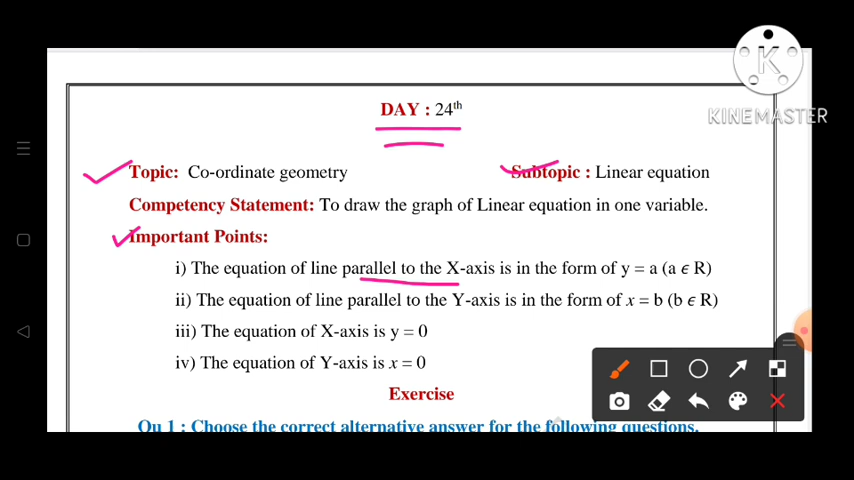 K
KINEMASTER
DAY : 24th
Topic: Co-ordinate geometry Subtopic : Linear equation
Competency Statement: To draw the graph of Linear equation in one variable.
Important Points:
i) The equation of line parallel to the X-axis is in the form of y = a (a ϵ R)
ii) The equation of line parallel to the Y-axis is in the form of x = b (b ϵ R)
iii) The equation of X-axis is y = 0
iv) The equation of Y-axis is x = 0
Exercise
Qu 1 : Choose the correct alternative answer for the following questions.